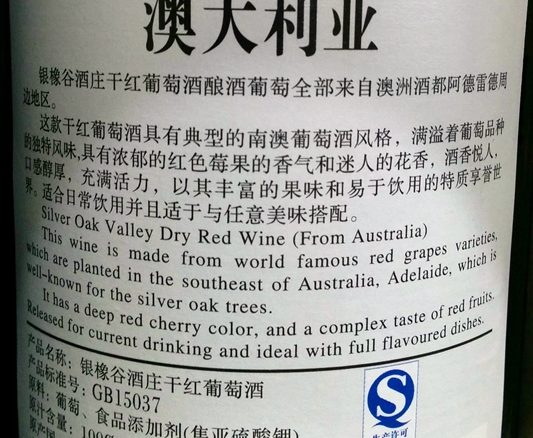 澳大利亚
银橡谷酒庄干红葡萄酒酿酒葡萄全部来自澳洲酒都阿德雷德周
边地区。
这款干红葡萄酒具有典型的南澳葡萄酒风格，满溢着葡萄品种
的独特风味,具有浓郁的红色莓果的香气和迷人的花香，酒香悦人，
口感醇厚，充满活力，以其丰富的果味和易于饮用的特质享誉世
界。适合日常饮用并且适于与任意美味搭配。
Silver Oak Valley Dry Red Wine (From Australia)
This wine is made from world famous red grapes varieties,
which are planted in the southeast of Australia, Adelaide, which is
well-known for the silver oak trees.
It has a deep red cherry color, and a complex taste of red fruits.
Released for current drinking and ideal with full flavoured dishes.
产品名称：银橡谷酒庄干红葡萄酒
产品标准号：GB15037
原料：葡萄、食品添加剂(焦亚硫酸钾)
原汁含量：100%
S
生产许可